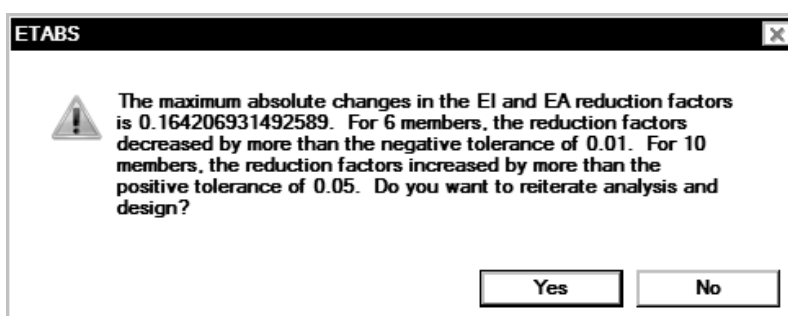 ETABS
The maximum absolute changes in the EI and EA reduction factors
is 0.164206931492589.  For 6 members, the reduction factors
decreased by more than the negative tolerance of 0.01.  For 10
members, the reduction factors increased by more than the
positive tolerance of 0.05.  Do you want to reiterate analysis and
design?
Yes
No